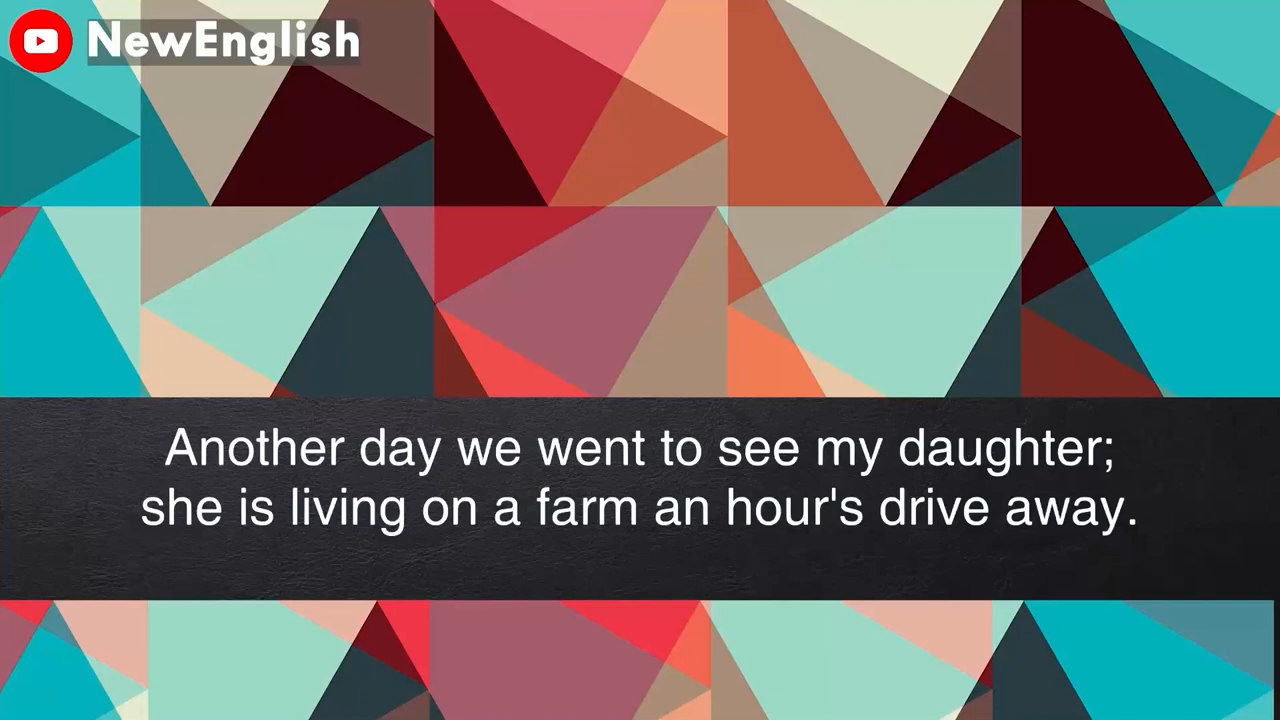 NewEnglish
Another day we went to see my daughter;
she is living on a farm an hour's drive away.